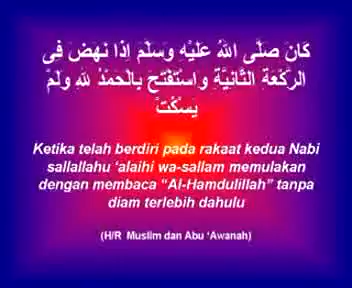 كَانَ صَلَّى اللهُ عَلَيْهِ وَسَلَّمَ إِذَا نَهَضَ فِى
الرَّكْعَةِ الثَّانِيَّةِ وَاسْتَفْتَحَ بِالْحَمْدُ للهِ وَلَمْ
يَسْكُتْ
Ketika telah berdiri pada rakaat kedua Nabi
sallallahu ‘alaihi wa-sallam memulakan
dengan membaca “Al-Hamdulillah” tanpa
diam terlebih dahulu
(H/R Muslim dan Abu ‘Awanah)